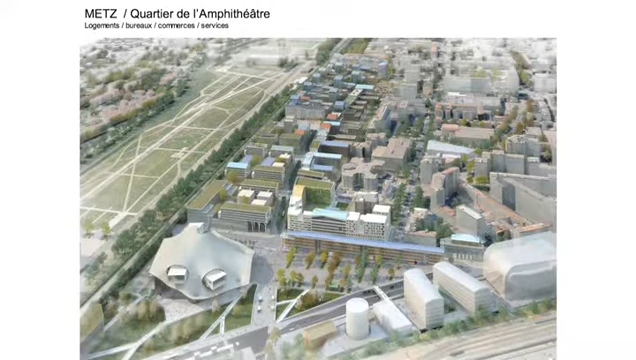 METZ / Quartier de l'Amphithéâtre
Logements / bureaux / commerces / services